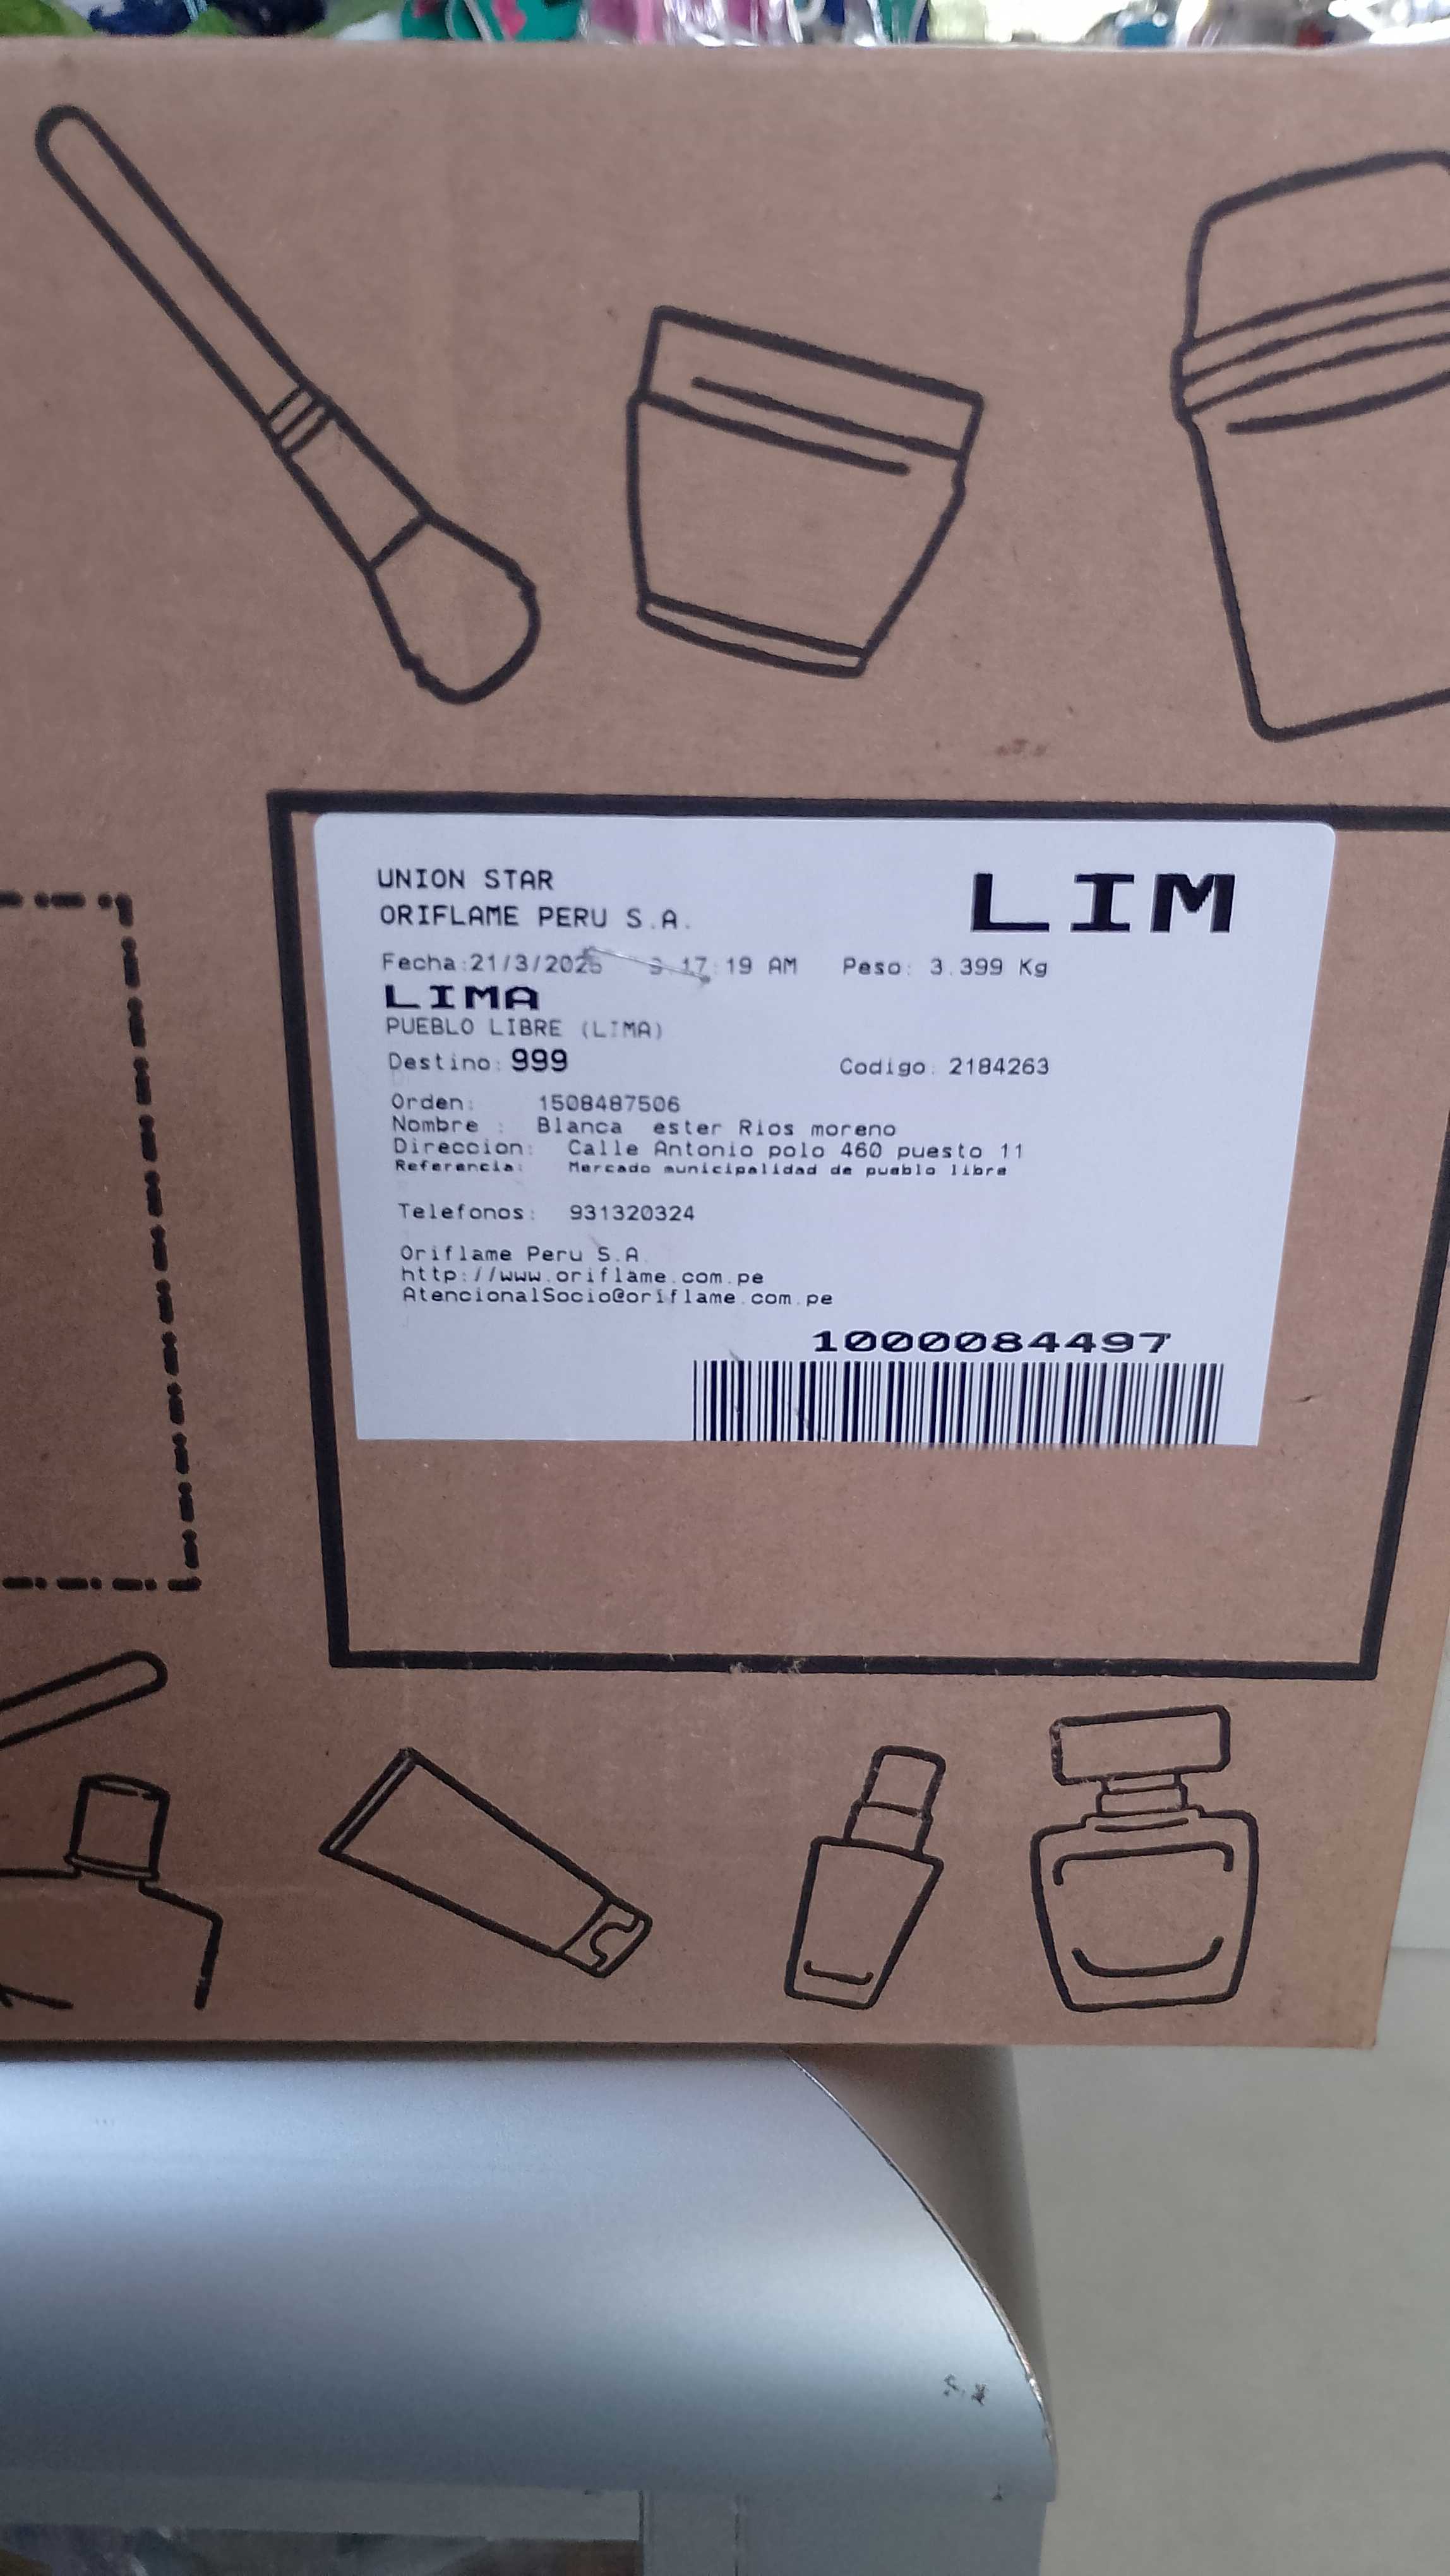 UNION STAR
LIM
ORIFLAME PERU S.A.
Fecha:21/3/2025 9:17:19 AM Peso: 3.399 Kg
LIMA
PUEBLO LIBRE (LIMA)
Destino: 999 Codigo: 2184263
Orden: 1508487506
Nombre : Blanca ester Rios moreno
Direccion: Calle Antonio polo 460 puesto 11
Referencia: Mercado municipalidad de pueblo libre
Telefonos: 931320324
Oriflame Peru S.A.
http://www.oriflame.com.pe
AtencionalSocio@oriflame.com.pe
1000084497